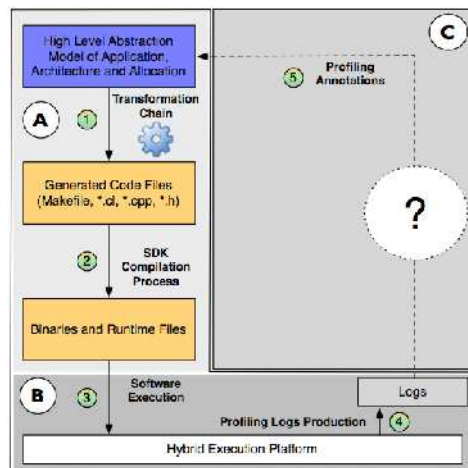 High Level Abstraction
Model of Application,
Architecture and Allocation
C
5
Profiling
Annotations
A
1
Transformation
Chain
Generated Code Files
(Makefile, *.cl, *.cpp, *.h)
?
2
SDK
Compilation
Process
Binaries and Runtime Files
B
3
Software
Execution
Logs
Profiling Logs Production
4
Hybrid Execution Platform